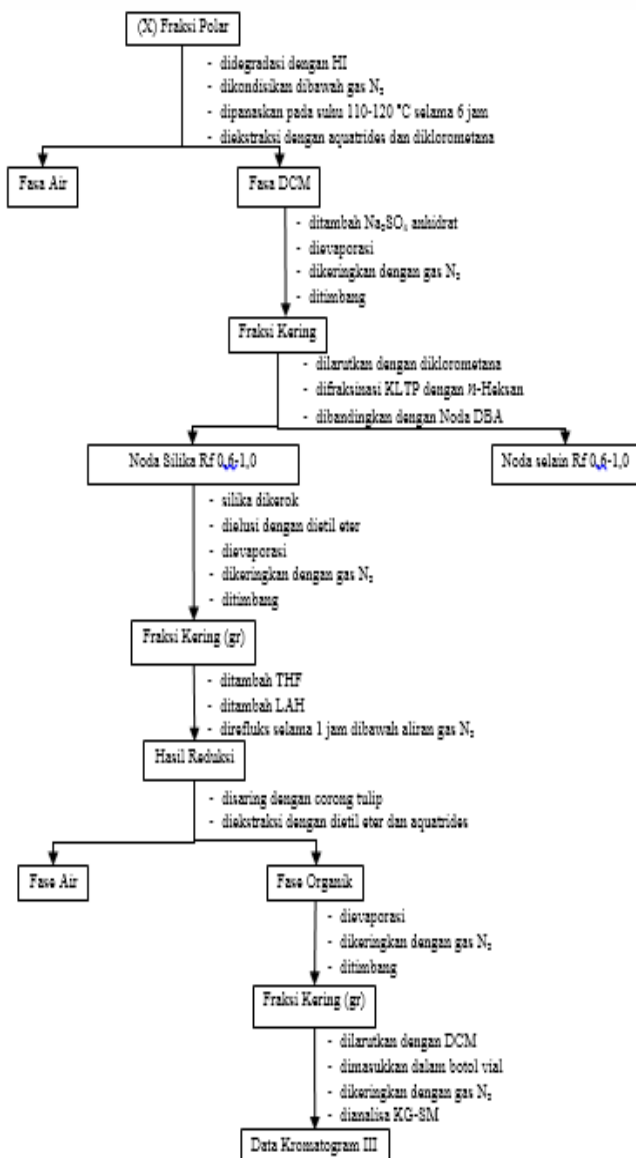 (X) Fraksi Polar
- didegradasi dengan HI
- dikondisikan dibawah gas N₂
- dipanaskan pada suhu 110-120 °C selama 6 jam
- diekstraksi dengan aquatrides dan diklorometana
Fasa Air
Fasa DCM
- ditambah Na₂SO₄ anhidrat
- dievaporasi
- dikeringkan dengan gas N₂
- ditimbang
Fraksi Kering
- dilarutkan dengan diklorometana
- difraksinasi KLTP dengan n-Heksan
- dibandingkan dengan Noda DBA
Noda Silika Rf 0,6-1,0
Noda selain Rf 0,6-1,0
- silika dikerok
- dielusi dengan dietil eter
- dievaporasi
- dikeringkan dengan gas N₂
- ditimbang
Fraksi Kering (gr)
- ditambah THF
- ditambah LAH
- direfluks selama 1 jam dibawah aliran gas N₂
Hasil Reduksi
- disaring dengan corong tulip
- diekstraksi dengan dietil eter dan aquatrides
Fase Air
Fase Organik
- dievaporasi
- dikeringkan dengan gas N₂
- ditimbang
Fraksi Kering (gr)
- dilarutkan dengan DCM
- dimasukkan dalam botol vial
- dikeringkan dengan gas N₂
- dianalisa KG-SM
Data Kromatogram III